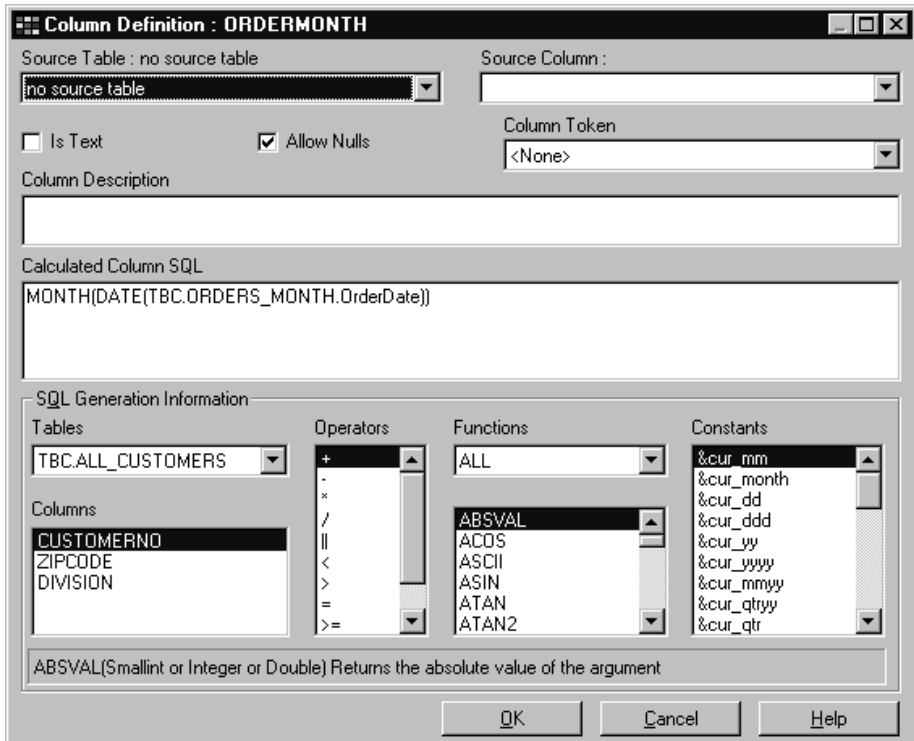 Column Definition : ORDERMONTH
Source Table : no source table Source Column :
no source table
Is Text Allow Nulls Column Token
<None>
Column Description
Calculated Column SQL
MONTH(DATE(TBC.ORDERS_MONTH.OrderDate))
SQL Generation Information
Tables Operators Functions Constants
TBC.ALL_CUSTOMERS
Columns
CUSTOMERNO
ZIPCODE
DIVISION
+
-
*
/
||
<
>
=
>=
ALL
ABSVAL
ACOS
ASCII
ASIN
ATAN
ATAN2
&cur_mm
&cur_month
&cur_dd
&cur_ddd
&cur_yy
&cur_yyyy
&cur_mmyy
&cur_qtryy
&cur_qtr
ABSVAL(Smallint or Integer or Double) Returns the absolute value of the argument
OK Cancel Help